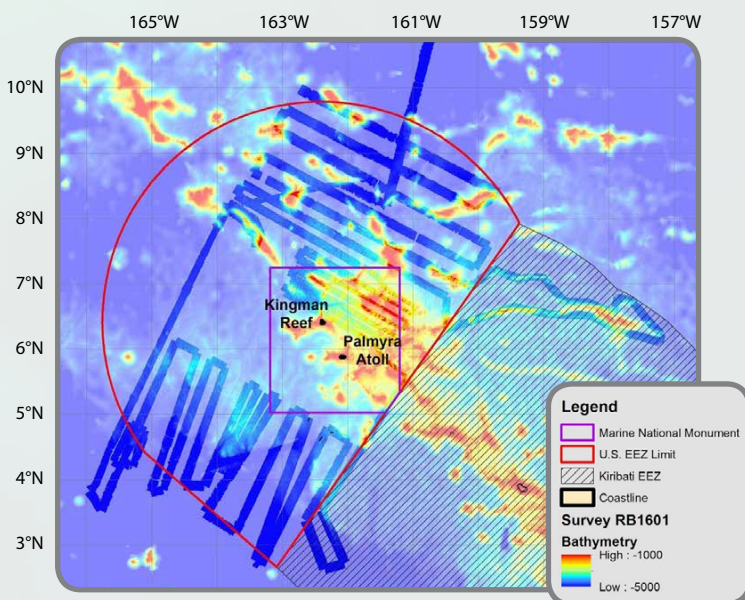 165°W 163°W 161°W 159°W 157°W
10°N
9°N
8°N
7°N
6°N
5°N
4°N
3°N
Kingman
Reef
Palmyra
Atoll
Legend
Marine National Monument
U.S. EEZ Limit
Kiribati EEZ
Coastline
Survey RB1601
Bathymetry
High : -1000
Low : -5000